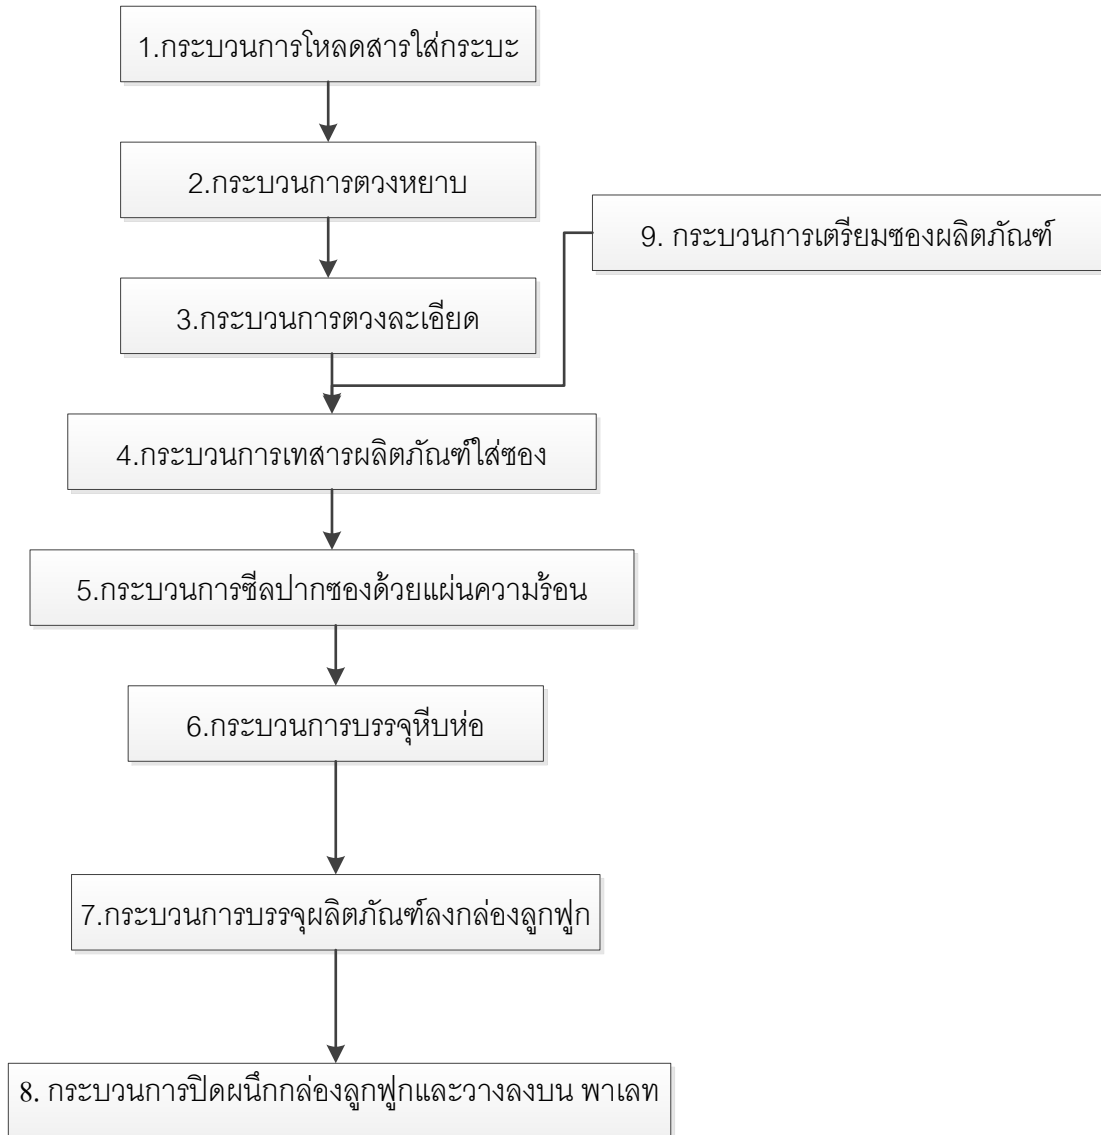 1.กระบวนการโหลดสารใส่กระบะ
2.กระบวนการตวงหยาบ
9. กระบวนการเตรียมซองผลิตภัณฑ์
3.กระบวนการตวงละเอียด
4.กระบวนการเทสารผลิตภัณฑ์ใส่ซอง
5.กระบวนการซีลปากซองด้วยแผ่นความร้อน
6.กระบวนการบรรจุหีบห่อ
7.กระบวนการบรรจุผลิตภัณฑ์ลงกล่องลูกฟูก
8. กระบวนการปิดผนึกกล่องลูกฟูกและวางลงบน พาเลท